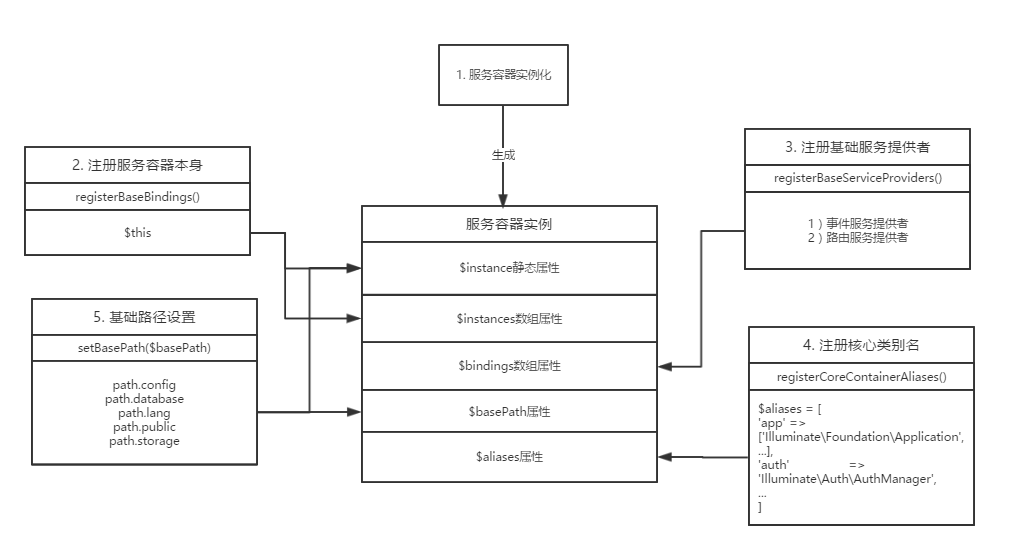 1. 服务容器实例化
生成
2. 注册服务容器本身
registerBaseBindings()
$this
3. 注册基础服务提供者
registerBaseServiceProviders()
1）事件服务提供者
2）路由服务提供者
服务容器实例
$instance静态属性
$instances数组属性
$bindings数组属性
$basePath属性
$aliases属性
5. 基础路径设置
setBasePath($basePath)
path.config
path.database
path.lang
path.public
path.storage
4. 注册核心类别名
registerCoreContainerAliases()
$aliases = [
'app' =>
['Illuminate\Foundation\Application',
...],
'auth' =>
'Illuminate\Auth\AuthManager',
...
]